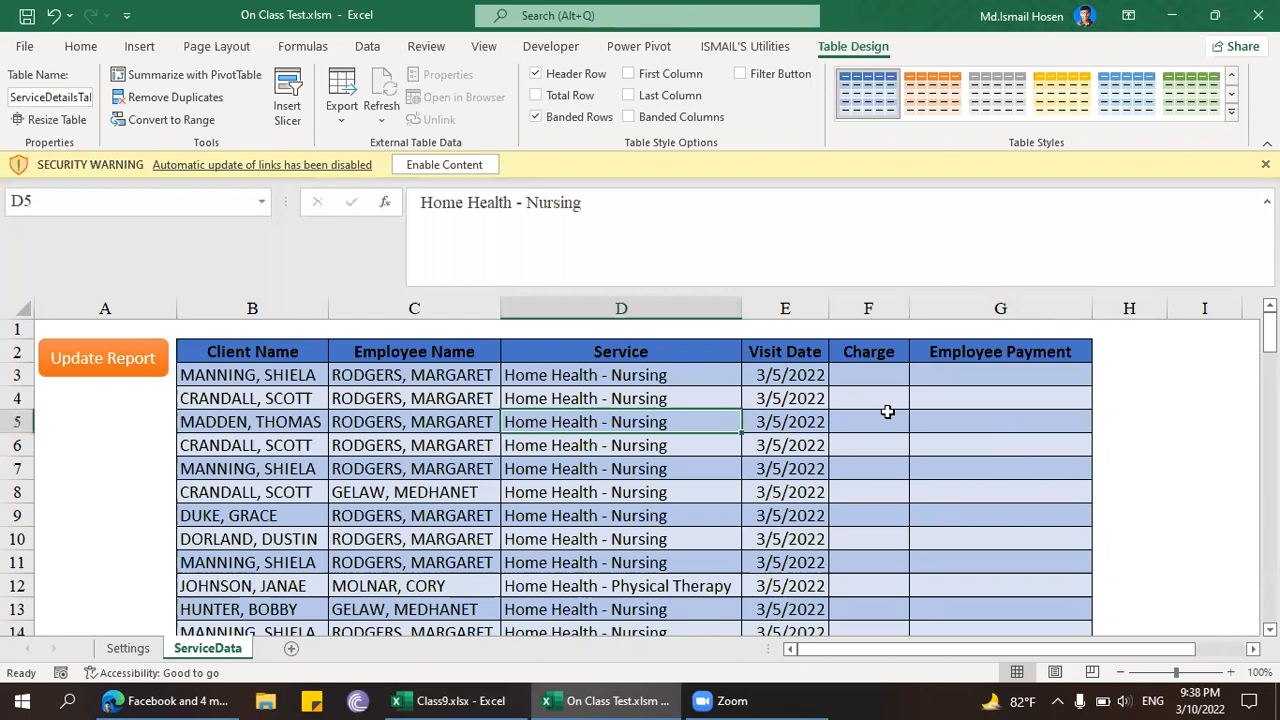 On Class Test.xlsm - Excel
Search (Alt+Q)
Md.Ismail Hosen
File Home Insert Page Layout Formulas Data Review View Developer Power Pivot ISMAIL's Utilities Table Design Share
Table Name:
ServiceDetailsTal
Resize Table
Properties
Summarize with PivotTable
Remove Duplicates
Convert to Range
Tools
Insert
Slicer
Export
Refresh
Properties
Open in Browser
Unlink
External Table Data
Header Row
Total Row
Banded Rows
First Column
Last Column
Banded Columns
Filter Button
Table Style Options
Table Styles
SECURITY WARNING Automatic update of links has been disabled Enable Content
D5 fx Home Health - Nursing
A B C D E F G H I
1
2 Update Report Client Name Employee Name Service Visit Date Charge Employee Payment
3 MANNING, SHIELA RODGERS, MARGARET Home Health - Nursing 3/5/2022
4 CRANDALL, SCOTT RODGERS, MARGARET Home Health - Nursing 3/5/2022
5 MADDEN, THOMAS RODGERS, MARGARET Home Health - Nursing 3/5/2022
6 CRANDALL, SCOTT RODGERS, MARGARET Home Health - Nursing 3/5/2022
7 MANNING, SHIELA RODGERS, MARGARET Home Health - Nursing 3/5/2022
8 CRANDALL, SCOTT GELAW, MEDHANET Home Health - Nursing 3/5/2022
9 DUKE, GRACE RODGERS, MARGARET Home Health - Nursing 3/5/2022
10 DORLAND, DUSTIN RODGERS, MARGARET Home Health - Nursing 3/5/2022
11 MANNING, SHIELA RODGERS, MARGARET Home Health - Nursing 3/5/2022
12 JOHNSON, JANAE MOLNAR, CORY Home Health - Physical Therapy 3/5/2022
13 HUNTER, BOBBY GELAW, MEDHANET Home Health - Nursing 3/5/2022
14 MANNING, SHIELA RODGERS, MARGARET Home Health - Nursing 3/5/2022
Settings ServiceData
Ready Accessibility: Good to go 100%
Facebook and 4 m... Class9.xlsx - Excel On Class Test.xlsm ... Zoom 82°F ENG 9:38 PM
3/10/2022